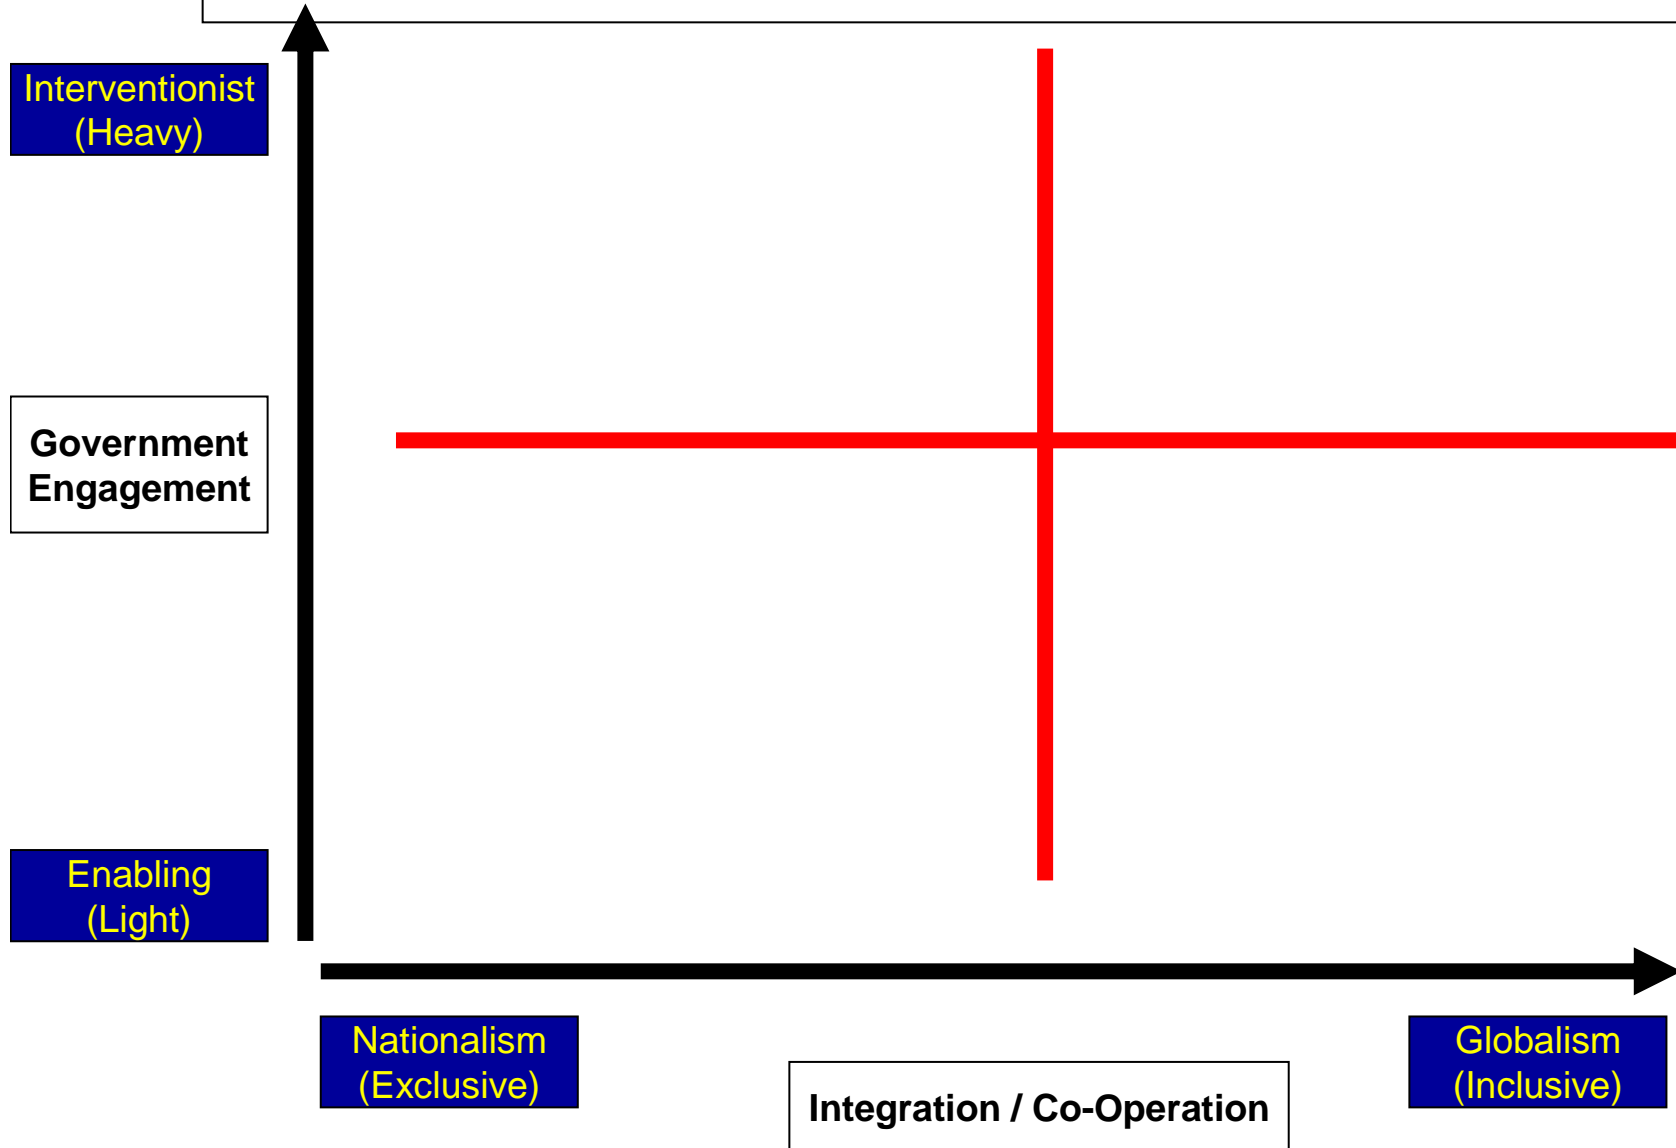 Interventionist
(Heavy)
Government
Engagement
Enabling
(Light)
Nationalism
(Exclusive)
Integration / Co-Operation
Globalism
(Inclusive)